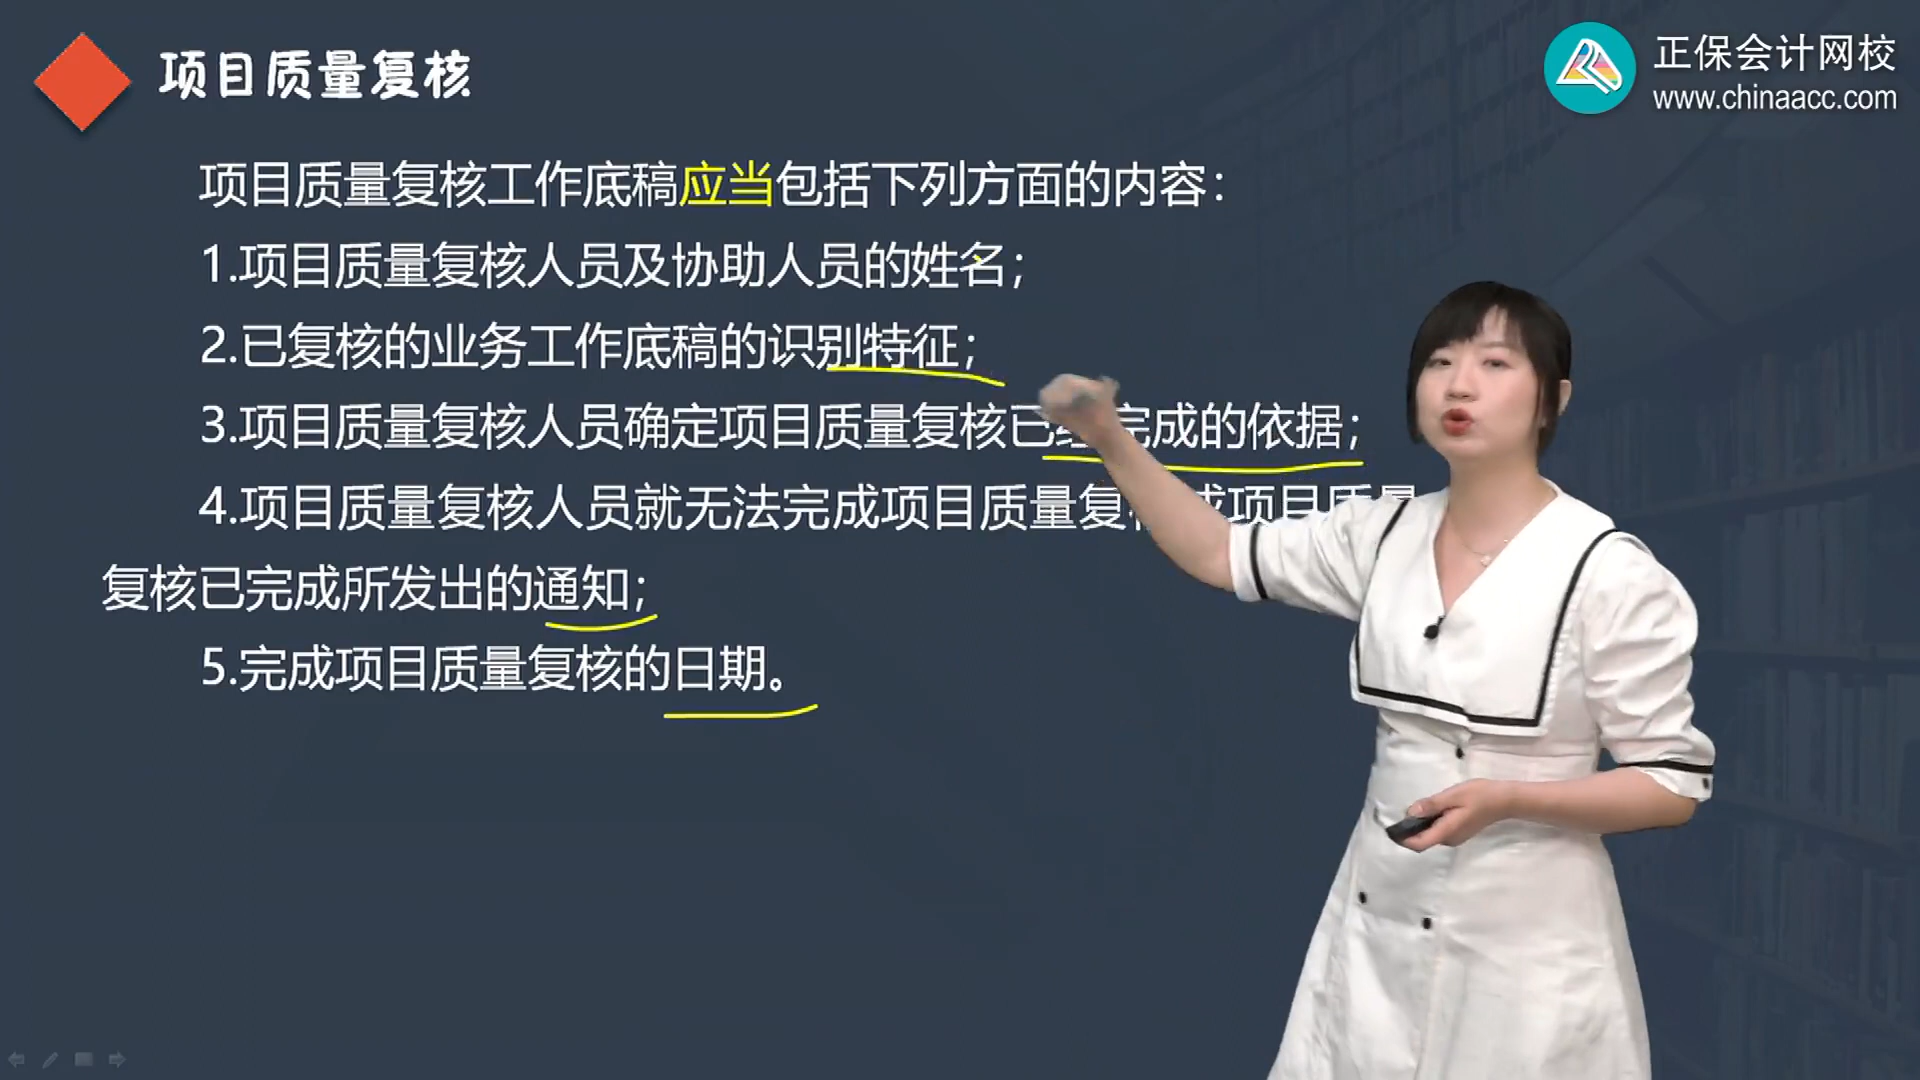 项目质量复核
正保会计网校
www.chinaacc.com
项目质量复核工作底稿应当包括下列方面的内容：
1.项目质量复核人员及协助人员的姓名；
2.已复核的业务工作底稿的识别特征；
3.项目质量复核人员确定项目质量复核已经完成的依据；
4.项目质量复核人员就无法完成项目质量复核或项目质量
复核已完成所发出的通知；
5.完成项目质量复核的日期。